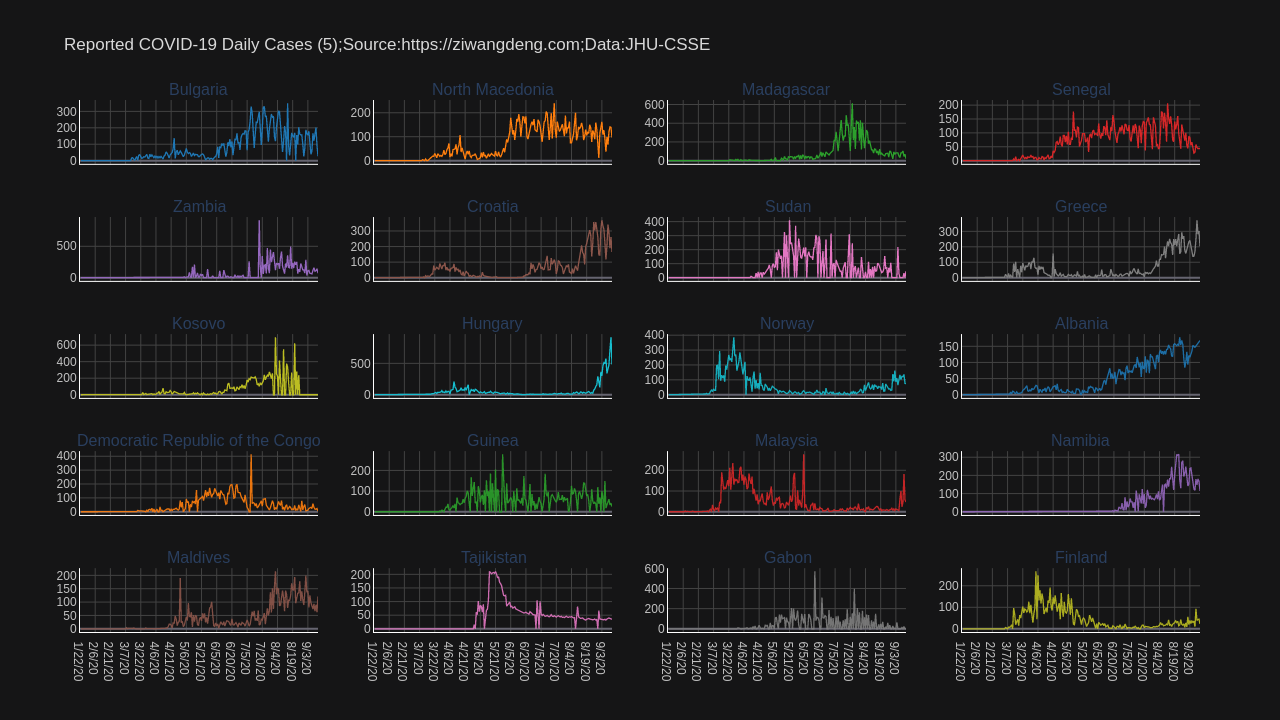 Reported COVID-19 Daily Cases (5);Source:https://ziwangdeng.com;Data:JHU-CSSE
Bulgaria North Macedonia Madagascar Senegal
300 200 100 0
200 100 0
600 400 200 0
200 150 100 50 0
Zambia Croatia Sudan Greece
500 0
300 200 100 0
400 300 200 100 0
300 200 100 0
Kosovo Hungary Norway Albania
600 400 200 0
500 0
400 300 200 100 0
150 100 50 0
Democratic Republic of the Congo Guinea Malaysia Namibia
400 300 200 100 0
200 100 0
200 100 0
300 200 100 0
Maldives Tajikistan Gabon Finland
200 150 100 50 0
200 150 100 50 0
600 400 200 0
200 100 0
1/22/20 2/6/20 2/21/20 3/7/20 3/22/20 4/6/20 4/21/20 5/6/20 5/21/20 6/5/20 6/20/20 7/5/20 7/20/20 8/4/20 8/19/20 9/3/20
1/22/20 2/6/20 2/21/20 3/7/20 3/22/20 4/6/20 4/21/20 5/6/20 5/21/20 6/5/20 6/20/20 7/5/20 7/20/20 8/4/20 8/19/20 9/3/20
1/22/20 2/6/20 2/21/20 3/7/20 3/22/20 4/6/20 4/21/20 5/6/20 5/21/20 6/5/20 6/20/20 7/5/20 7/20/20 8/4/20 8/19/20 9/3/20
1/22/20 2/6/20 2/21/20 3/7/20 3/22/20 4/6/20 4/21/20 5/6/20 5/21/20 6/5/20 6/20/20 7/5/20 7/20/20 8/4/20 8/19/20 9/3/20